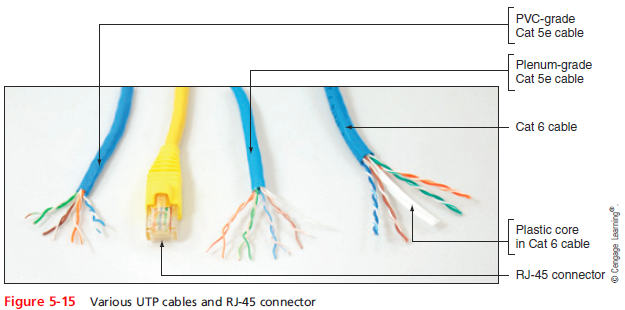 PVC-grade
Cat 5e cable
Plenum-grade
Cat 5e cable
Cat 6 cable
Plastic core
in Cat 6 cable
RJ-45 connector
© Cengage Learning®.
Figure 5-15 Various UTP cables and RJ-45 connector